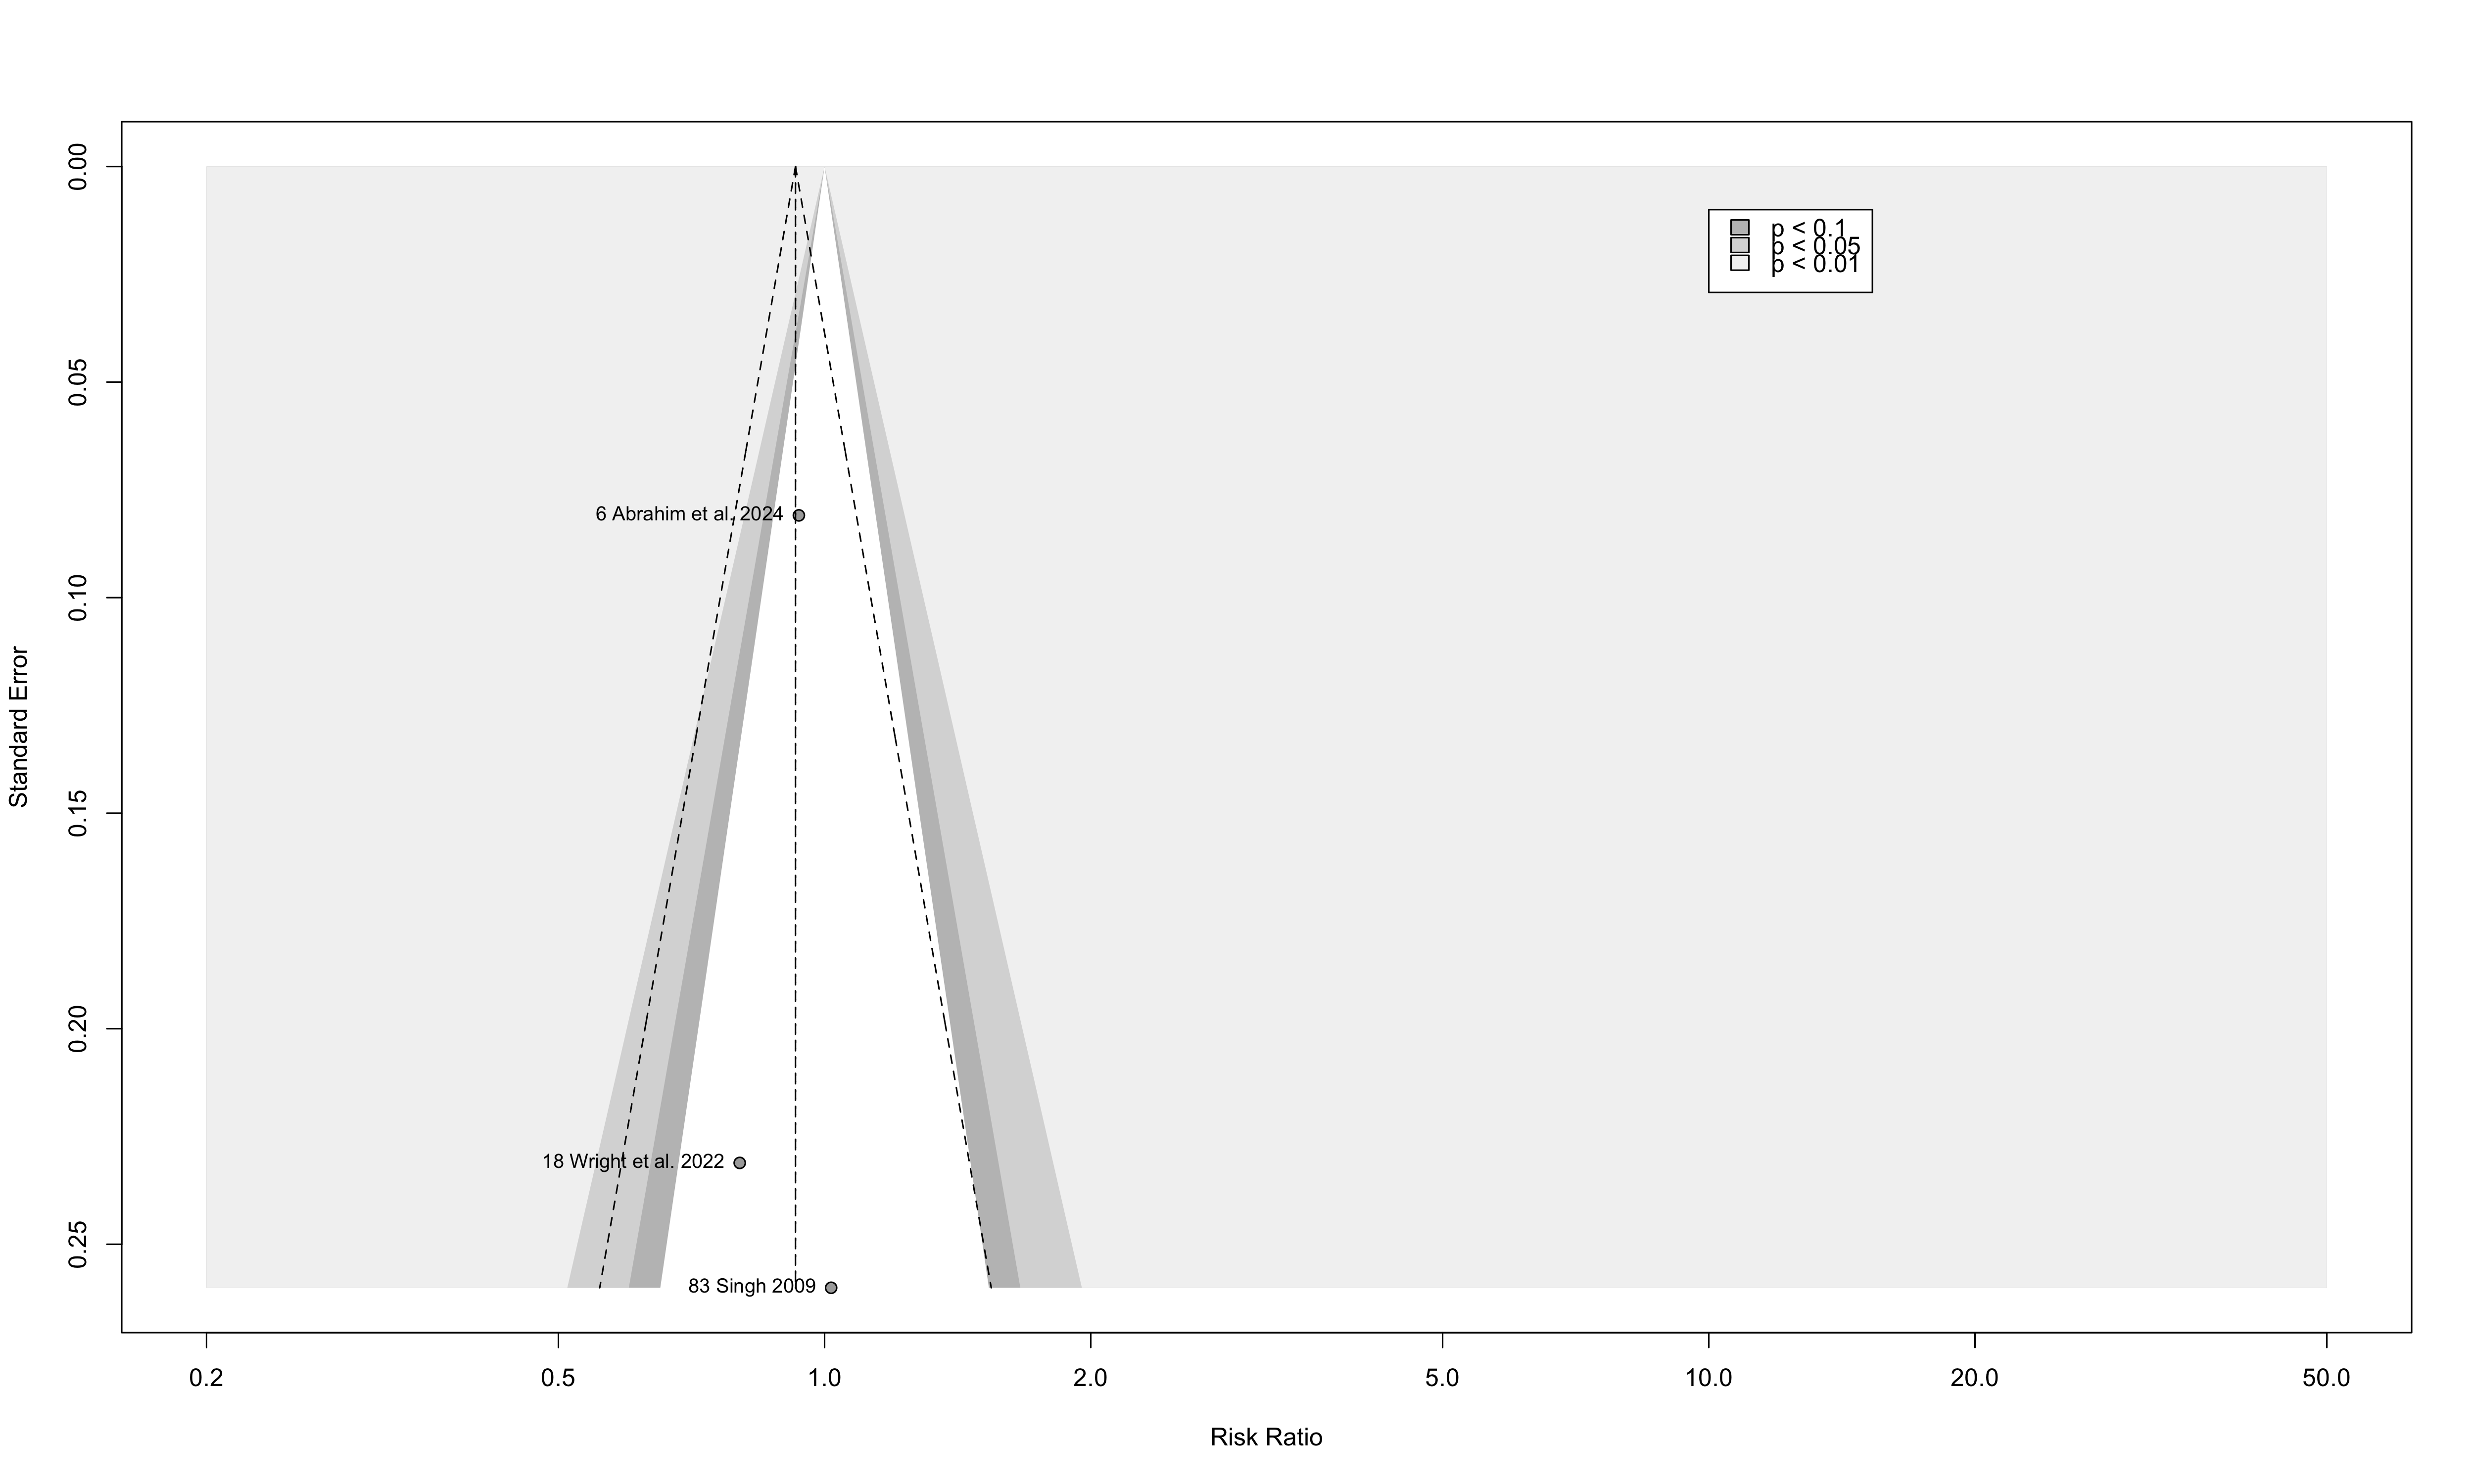 0.00
0.05
0.10
0.15
0.20
0.25
Standard Error
p < 0.1
p < 0.05
p < 0.01
6 Abrahim et al. 2024
18 Wright et al. 2022
83 Singh 2009
0.2 0.5 1.0 2.0 5.0 10.0 20.0 50.0
Risk Ratio